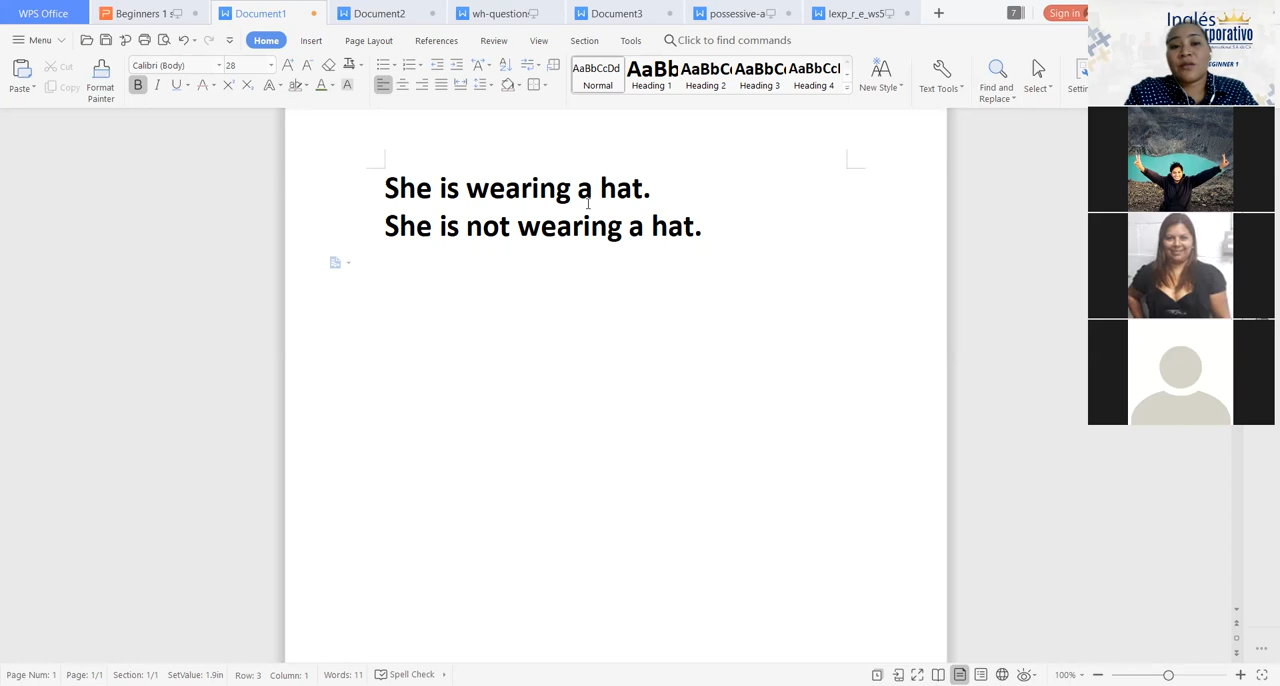 WPS Office
Beginners 1 s
Document1
Document2
wh-question
Document3
possessive-a
lexp_r_e_ws5
7
Sign in
Menu
Home
Insert
Page Layout
References
Review
View
Section
Tools
Click to find commands
Paste
Cut
Copy
Format Painter
Calibri (Body)
28
AaBbCcDd
Normal
AaBb
Heading 1
AaBbC
Heading 2
AaBbC
Heading 3
AaBbCcl
Heading 4
New Style
Text Tools
Find and Replace
Select
Inglés
BEGINNER 1
She is wearing a hat.
She is not wearing a hat.
Page Num: 1
Page: 1/1
Section: 1/1
SetValue: 1.9in
Row: 3
Column: 1
Words: 11
Spell Check
100%